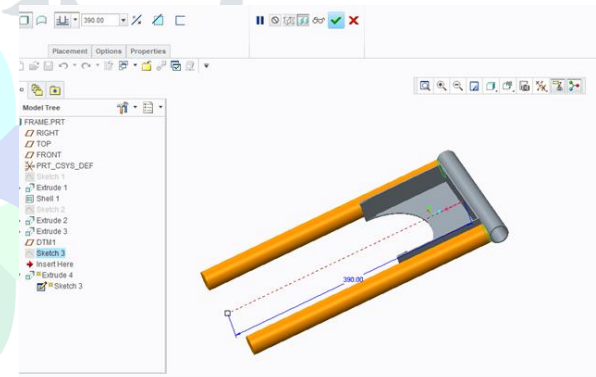 390.00
Placement Options Properties
Model Tree
FRAME.PRT
RIGHT
TOP
FRONT
PRT_CSYS_DEF
Sketch 1
Extrude 1
Shell 1
Sketch 2
Extrude 2
Extrude 3
DTM1
Sketch 3
Insert Here
Extrude 4
Sketch 3
390.00